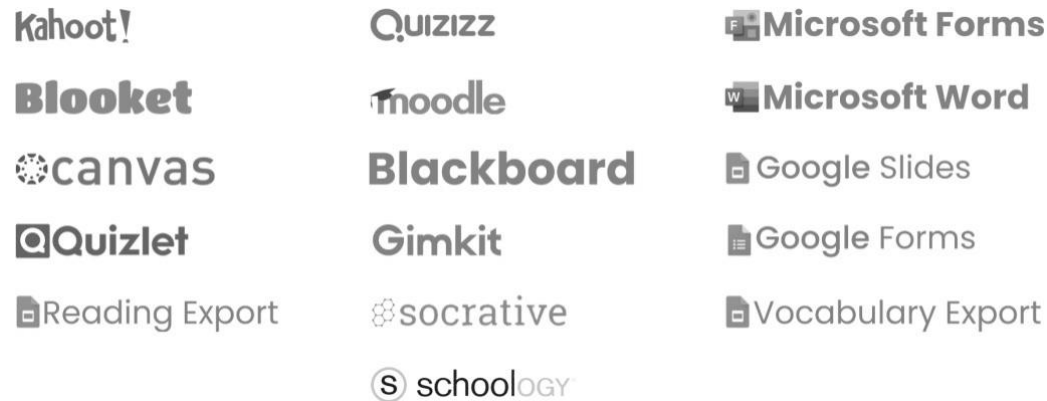 Kahoot!
Quizizz
Microsoft Forms
Blooket
moodle
Microsoft Word
canvas
Blackboard
Google Slides
Quizlet
Gimkit
Google Forms
Reading Export
socrative
Vocabulary Export
S schoology